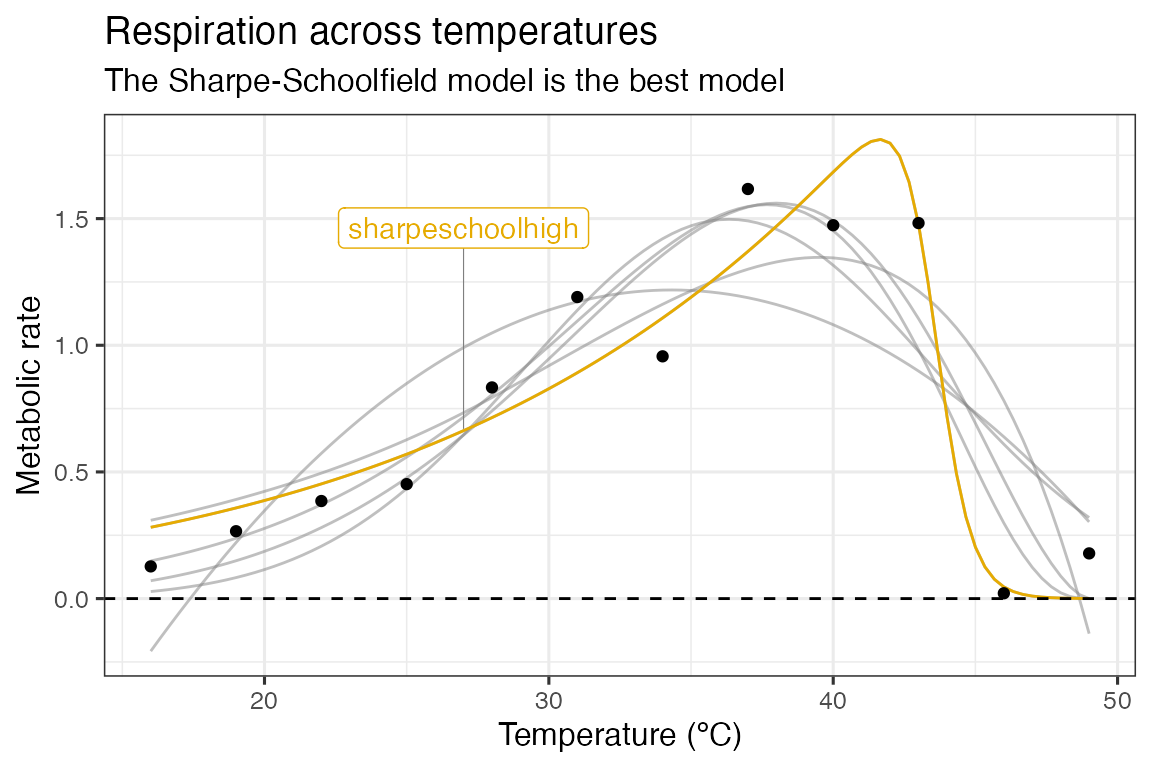 Respiration across temperatures
The Sharpe-Schoolfield model is the best model
Metabolic rate
1.5
1.0
0.5
0.0
sharpeschoolhigh
20
30
40
50
Temperature (ºC)